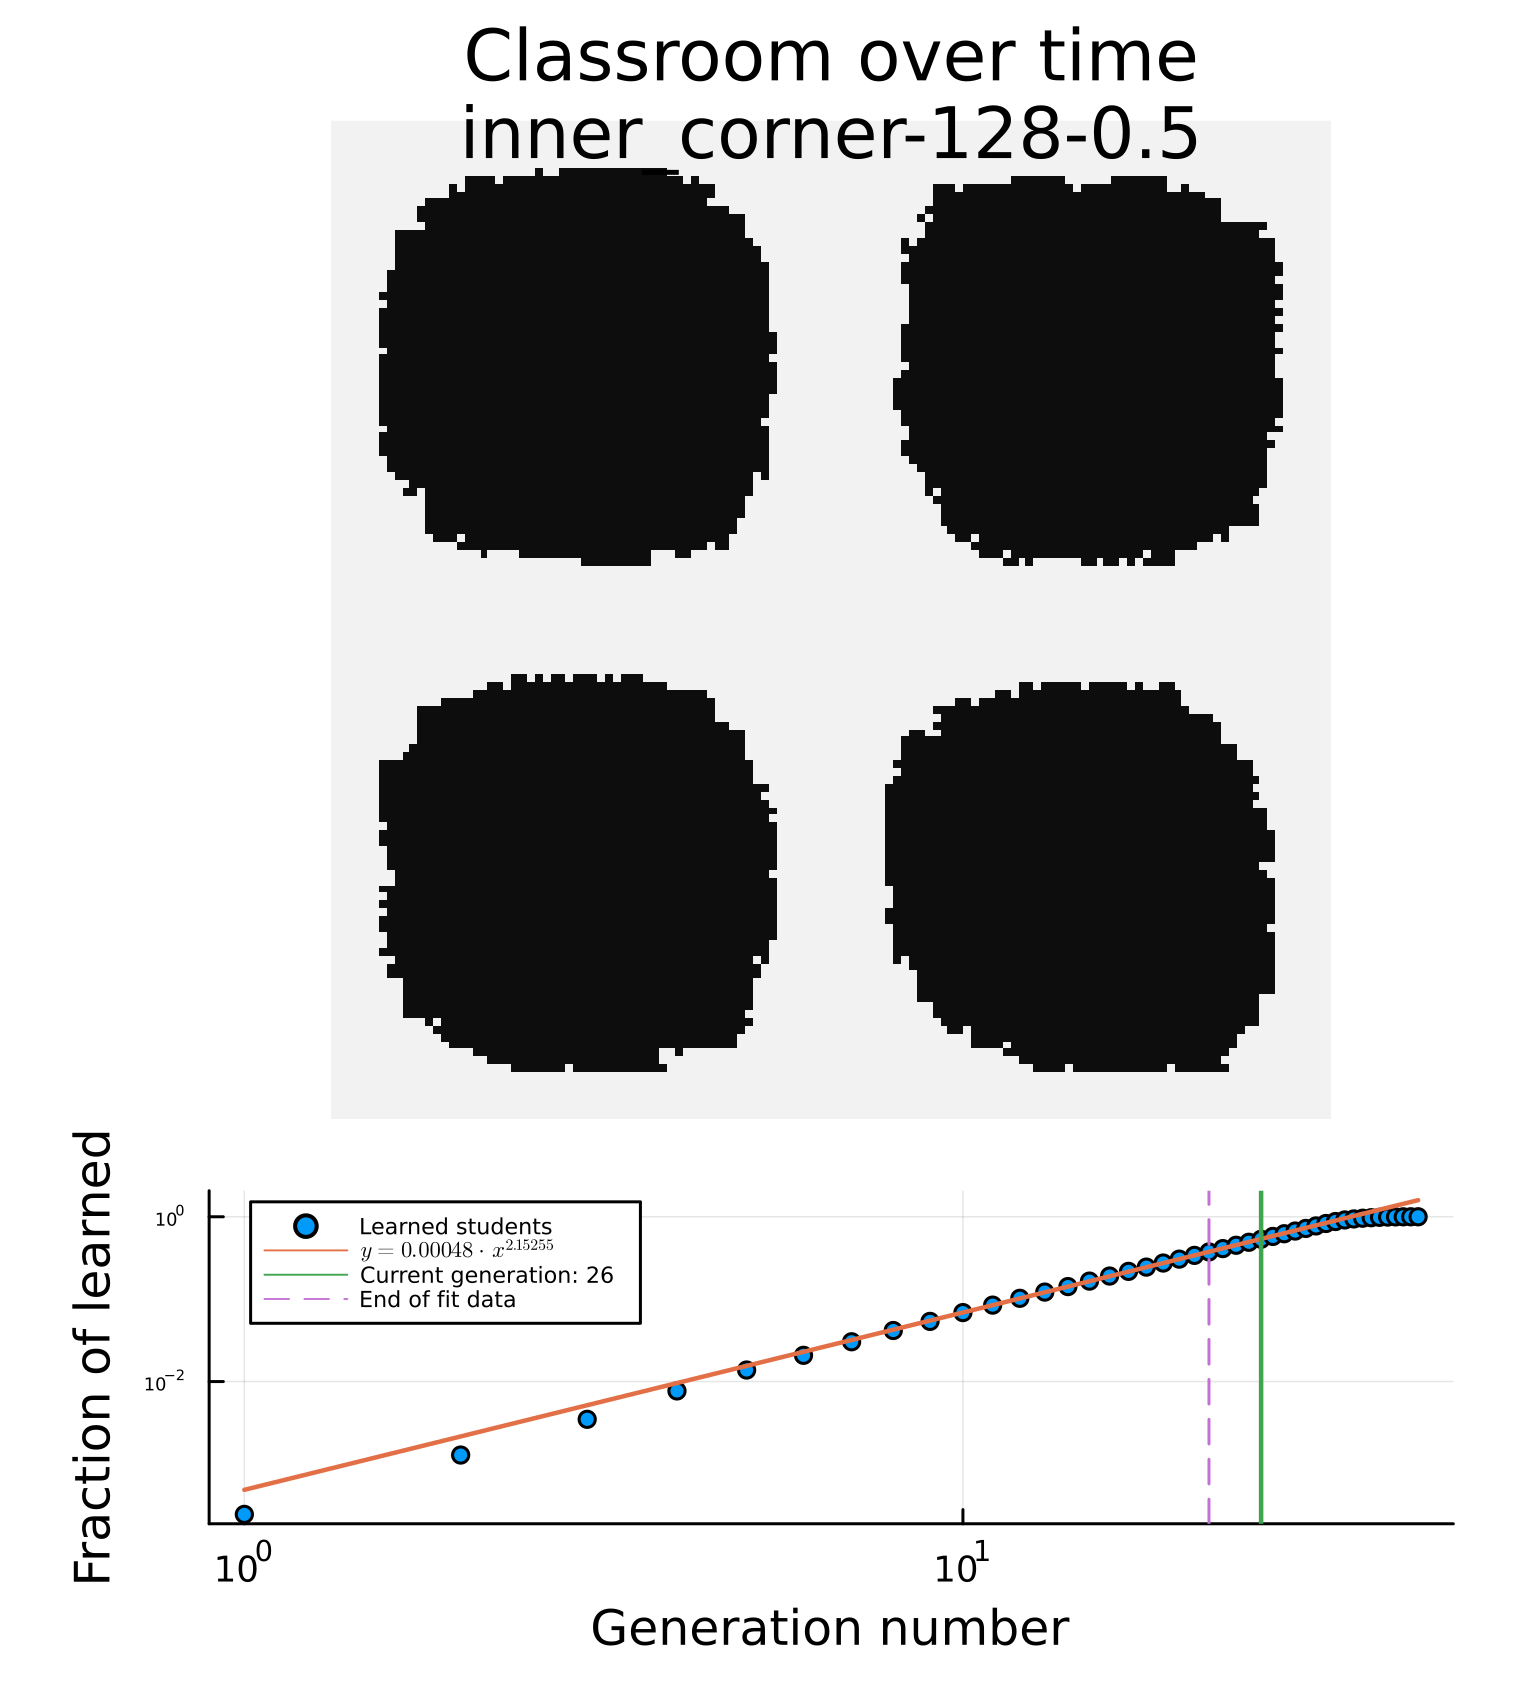 Classroom over time
inner_corner-128-0.5
Fraction of learned
10^0
10^−2
Learned students
y = 0.00048 · x^2.15255
Current generation: 26
End of fit data
10^0
10^1
Generation number